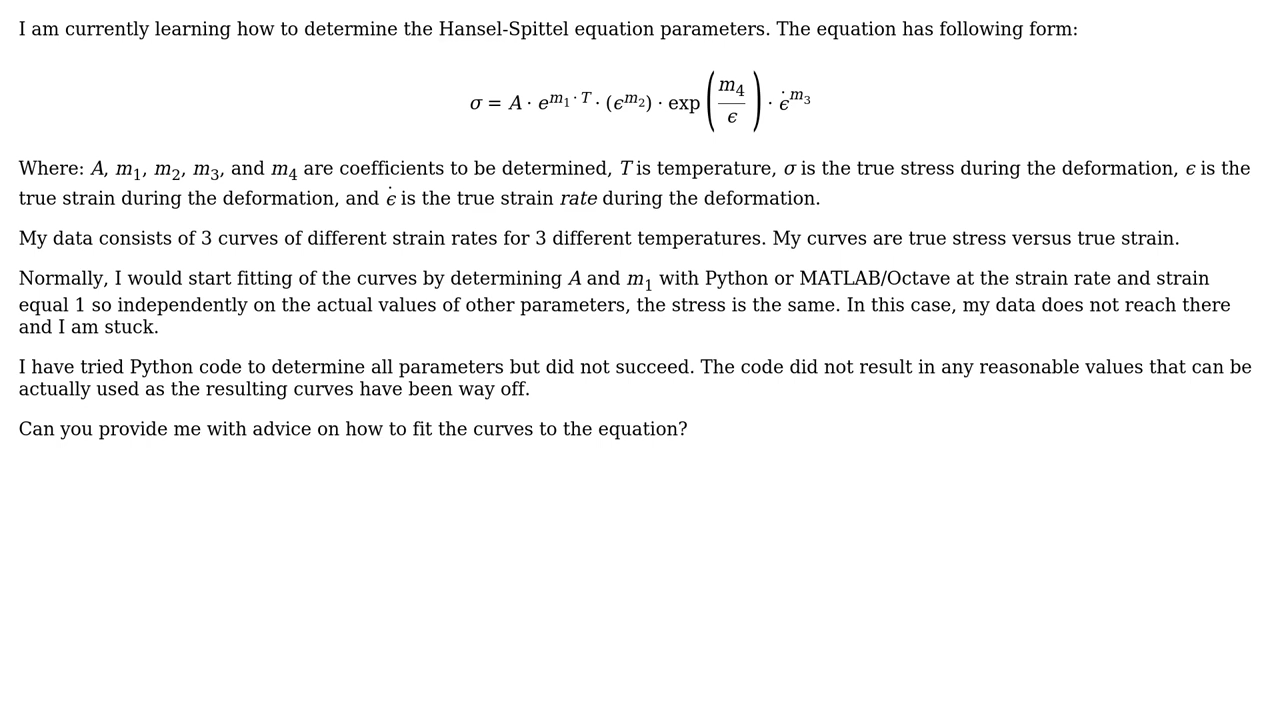 I am currently learning how to determine the Hansel-Spittel equation parameters. The equation has following form:
σ = A · e^{m₁·T} · (ϵ^{m₂}) · exp(m₄/ϵ) · ϵ̇^{m₃}
Where: A, m₁, m₂, m₃, and m₄ are coefficients to be determined, T is temperature, σ is the true stress during the deformation, ϵ is the
true strain during the deformation, and ϵ̇ is the true strain rate during the deformation.
My data consists of 3 curves of different strain rates for 3 different temperatures. My curves are true stress versus true strain.
Normally, I would start fitting of the curves by determining A and m₁ with Python or MATLAB/Octave at the strain rate and strain
equal 1 so independently on the actual values of other parameters, the stress is the same. In this case, my data does not reach there
and I am stuck.
I have tried Python code to determine all parameters but did not succeed. The code did not result in any reasonable values that can be
actually used as the resulting curves have been way off.
Can you provide me with advice on how to fit the curves to the equation?